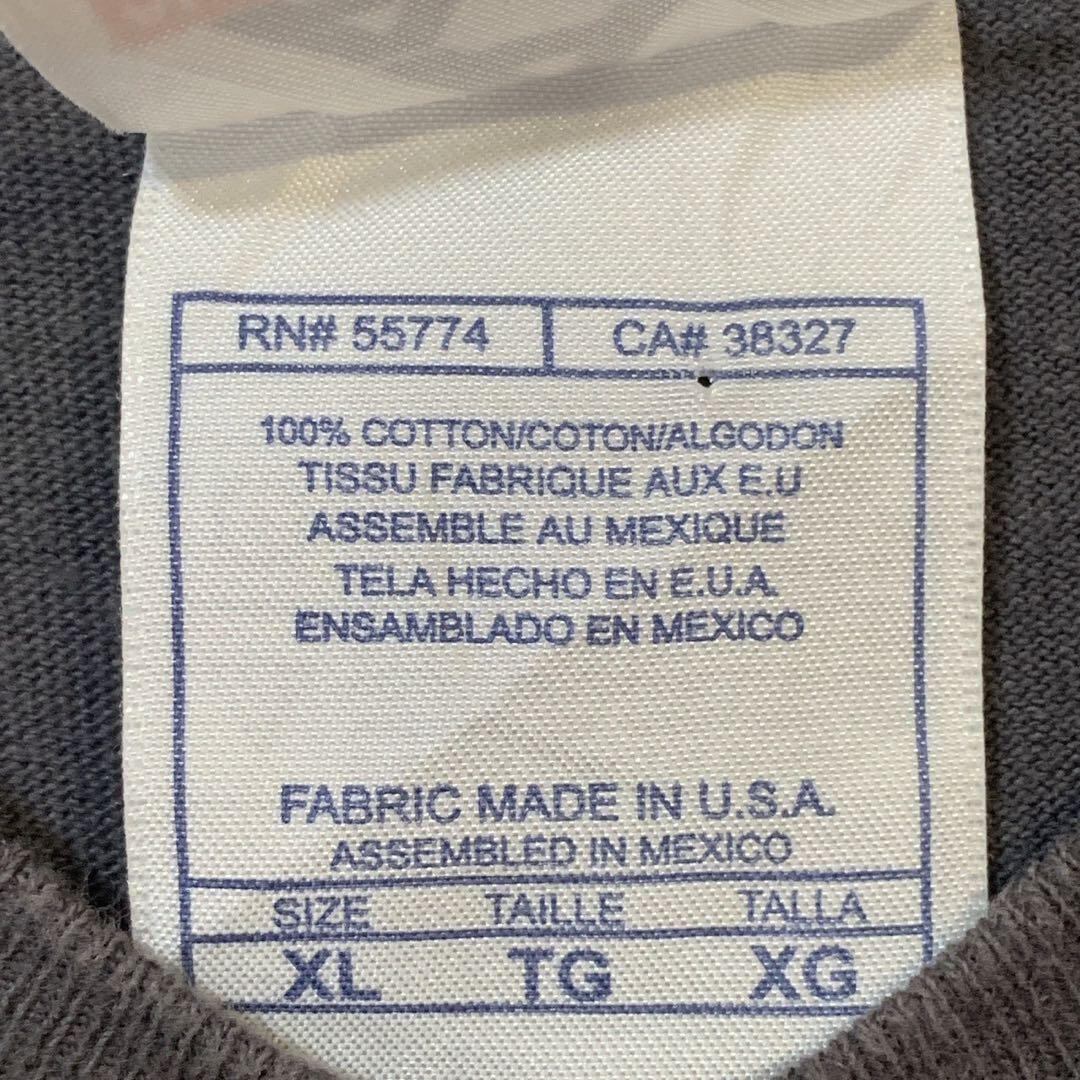 RN# 55774 CA# 38327
100% COTTON/COTON/ALGODON
TISSU FABRIQUE AUX E.U
ASSEMBLE AU MEXIQUE
TELA HECHO EN E.U.A.
ENSAMBLADO EN MEXICO
FABRIC MADE IN U.S.A.
ASSEMBLED IN MEXICO
SIZE TAILLE TALLA
XL TG XG